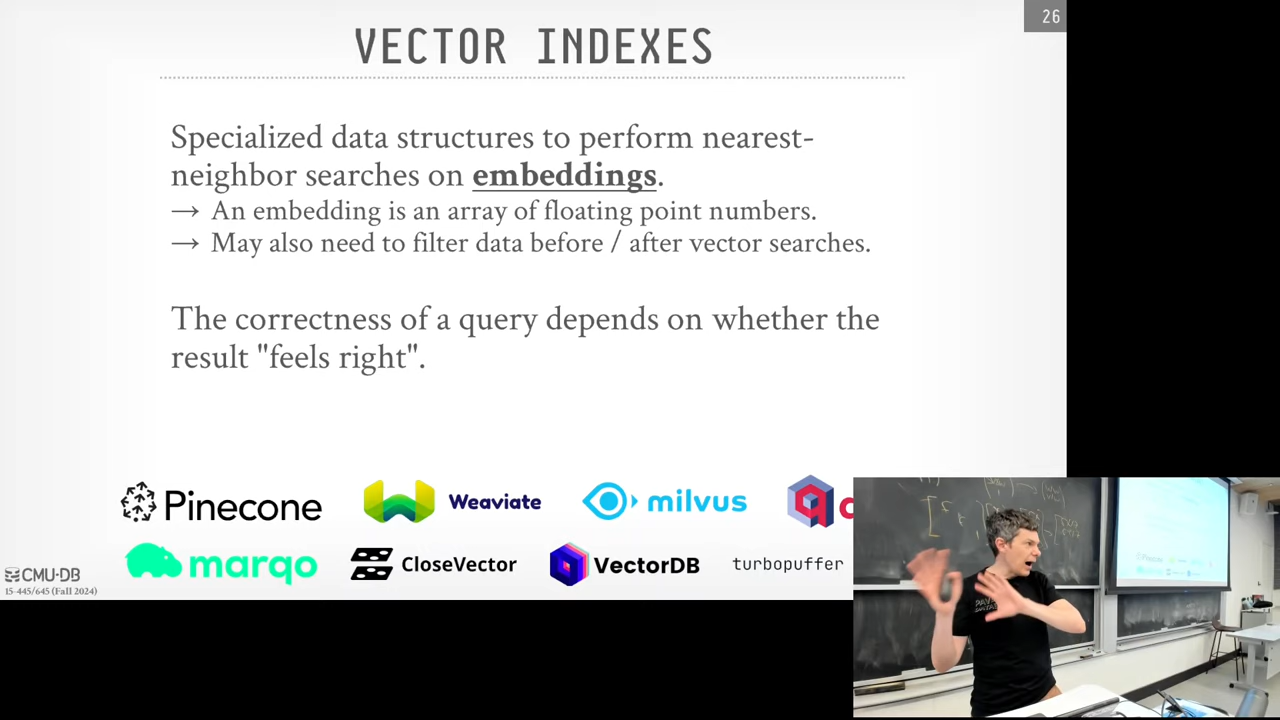 26
VECTOR INDEXES
Specialized data structures to perform nearest-
neighbor searches on embeddings.
→ An embedding is an array of floating point numbers.
→ May also need to filter data before / after vector searches.
The correctness of a query depends on whether the
result "feels right".
Pinecone Weaviate milvus
marqo CloseVector VectorDB turbopuffer
CMU·DB
15-445/645 (Fall 2024)